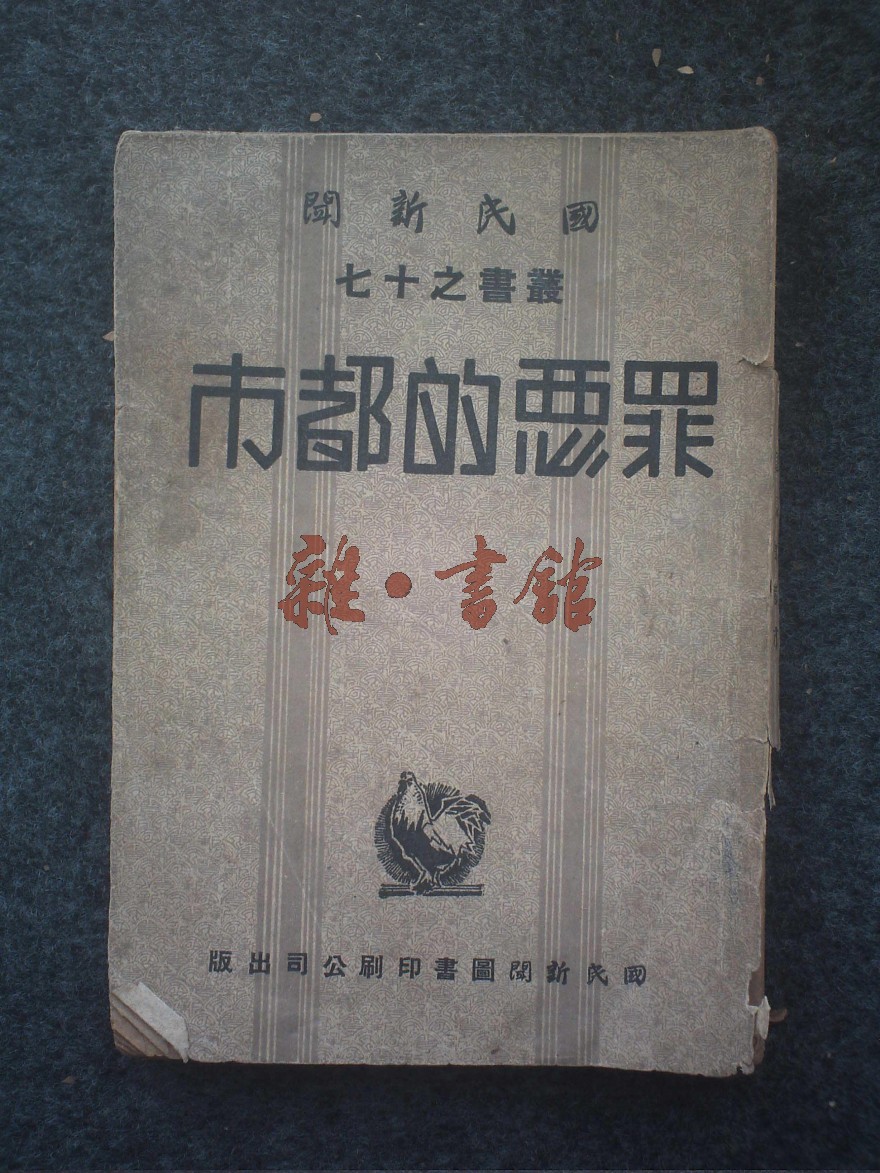 國民新聞
叢書之十七
罪惡的都市
雜·書館
國民新聞圖書印刷公司出版